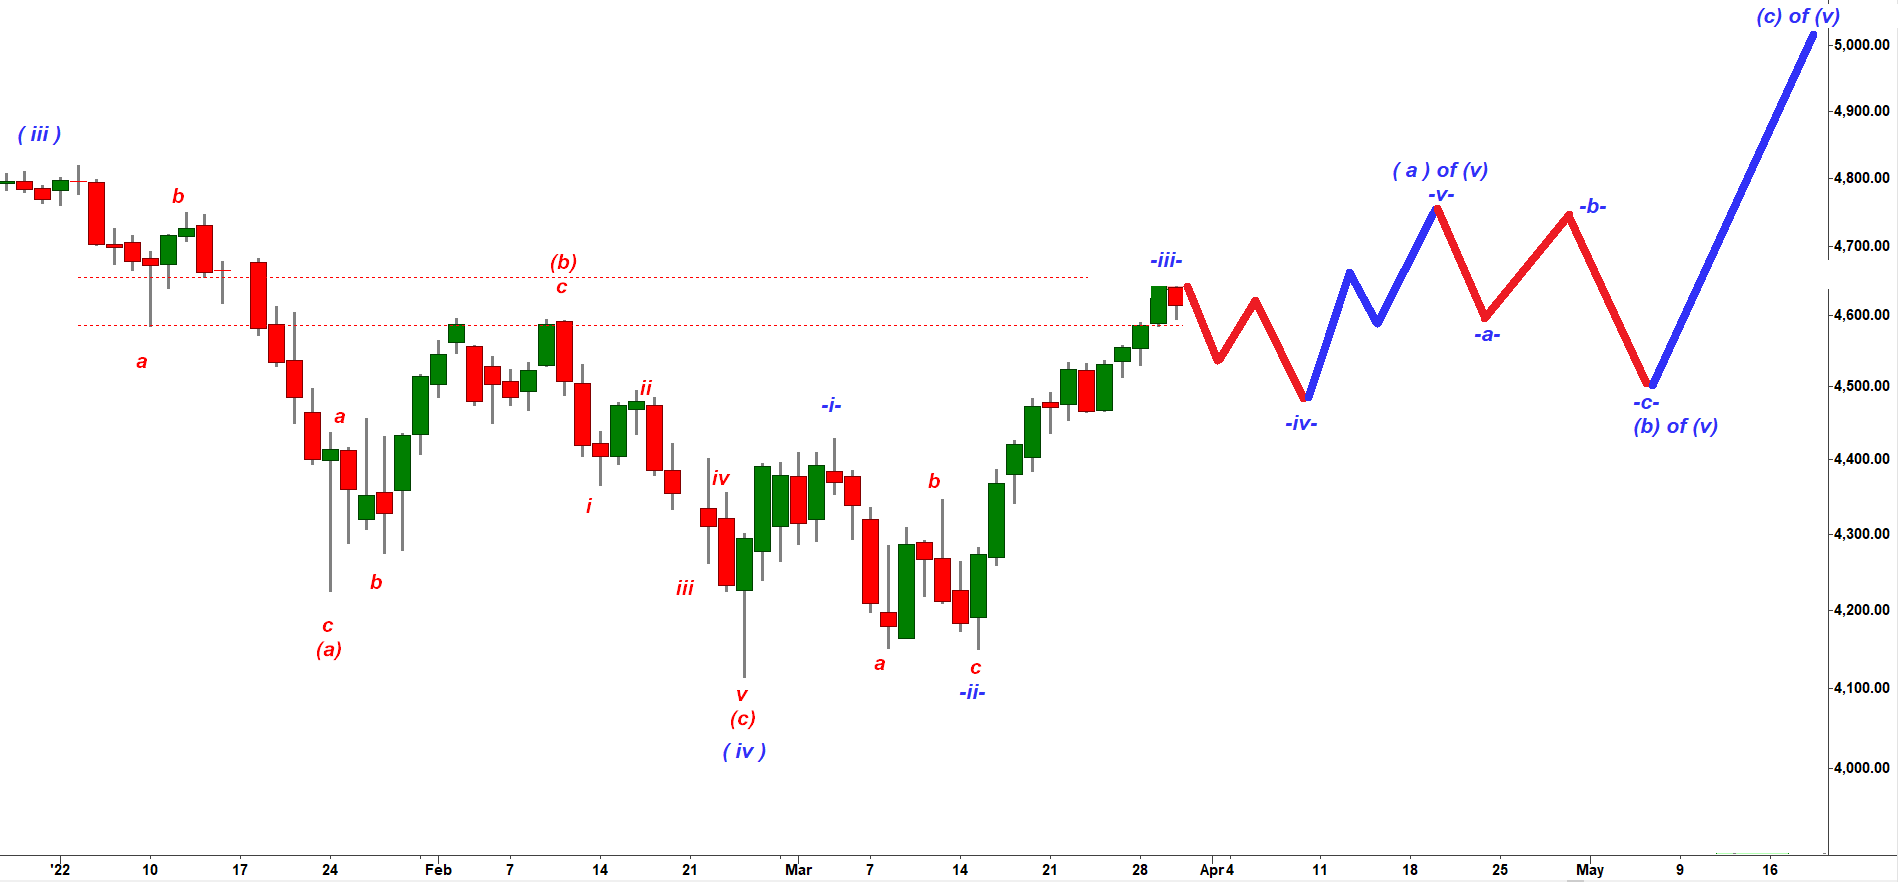 (c) of (v)
5,000.00
4,900.00
( iii )
( a ) of (v)
4,800.00
b
-v-
-b-
4,700.00
(b)
-iii-
c
4,600.00
-a-
a
ii
4,500.00
-i-
-c-
a
-iv-
(b) of (v)
4,400.00
iv
b
i
4,300.00
b
iii
4,200.00
c
(a)
a
c
4,100.00
v
-ii-
(c)
( iv )
4,000.00
'22 10 17 24 Feb 7 14 21 Mar 7 14 21 28 Apr 4 11 18 25 May 9 16